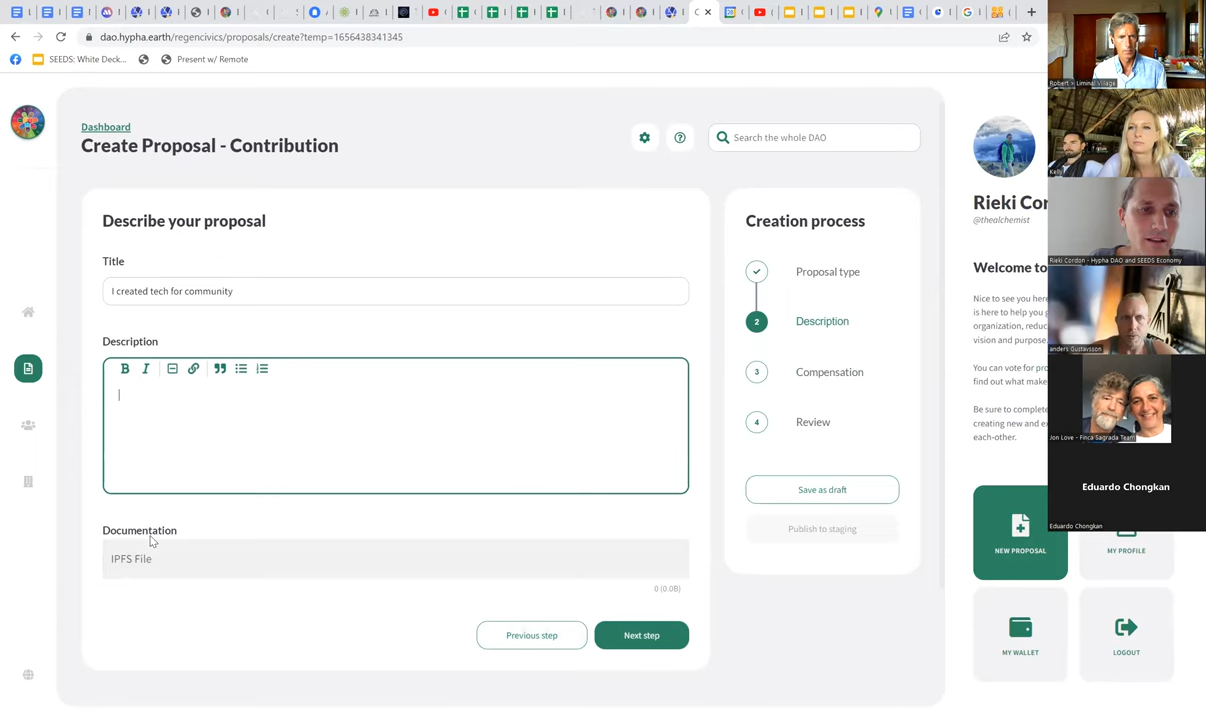 dao.hypha.earth/regencivics/proposals/create?temp=1656438341345
SEEDS: White Deck...
Present w/ Remote
Dashboard
Create Proposal - Contribution
Search the whole DAO
Describe your proposal
Title
I created tech for community
Description
B I
Documentation
IPFS File
0 (0.0B)
Previous step
Next step
Creation process
Proposal type
2 Description
3 Compensation
4 Review
Save as draft
Publish to staging
Rieki Cor
@thealchemist
Welcome to
Nice to see you here
is here to help you
organization, reduc
vision and purpose.
You can vote for pro
find out what make
Be sure to complete
creating new and ex
each-other.
NEW PROPOSAL
MY PROFILE
MY WALLET
LOGOUT
Robert > Liminal Village
Kelly
Rieki Cordon - Hypha DAO and SEEDS Economy
anders Gustavsson
Jon Love - Finca Sagrada Team
Eduardo Chongkan
Eduardo Chongkan